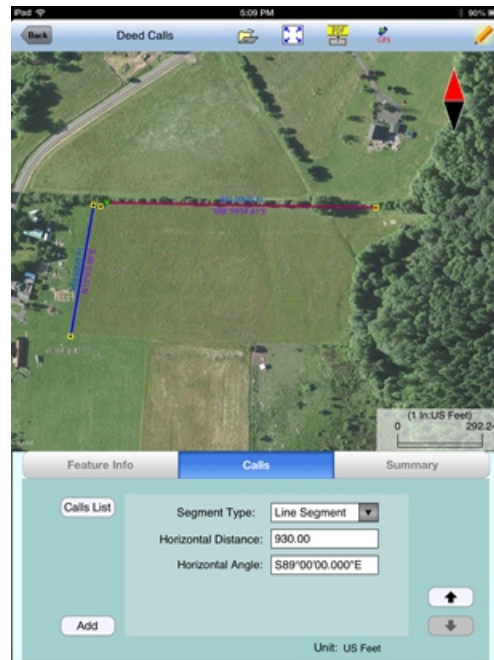 iPad 5:09 PM 90%
Back Deed Calls PDF GPS
(1 In:US Feet)
0 292.24
Feature Info Calls Summary
Calls List
Segment Type: Line Segment
Horizontal Distance: 930.00
Horizontal Angle: S89°00'00.000"E
Add
Unit: US Feet